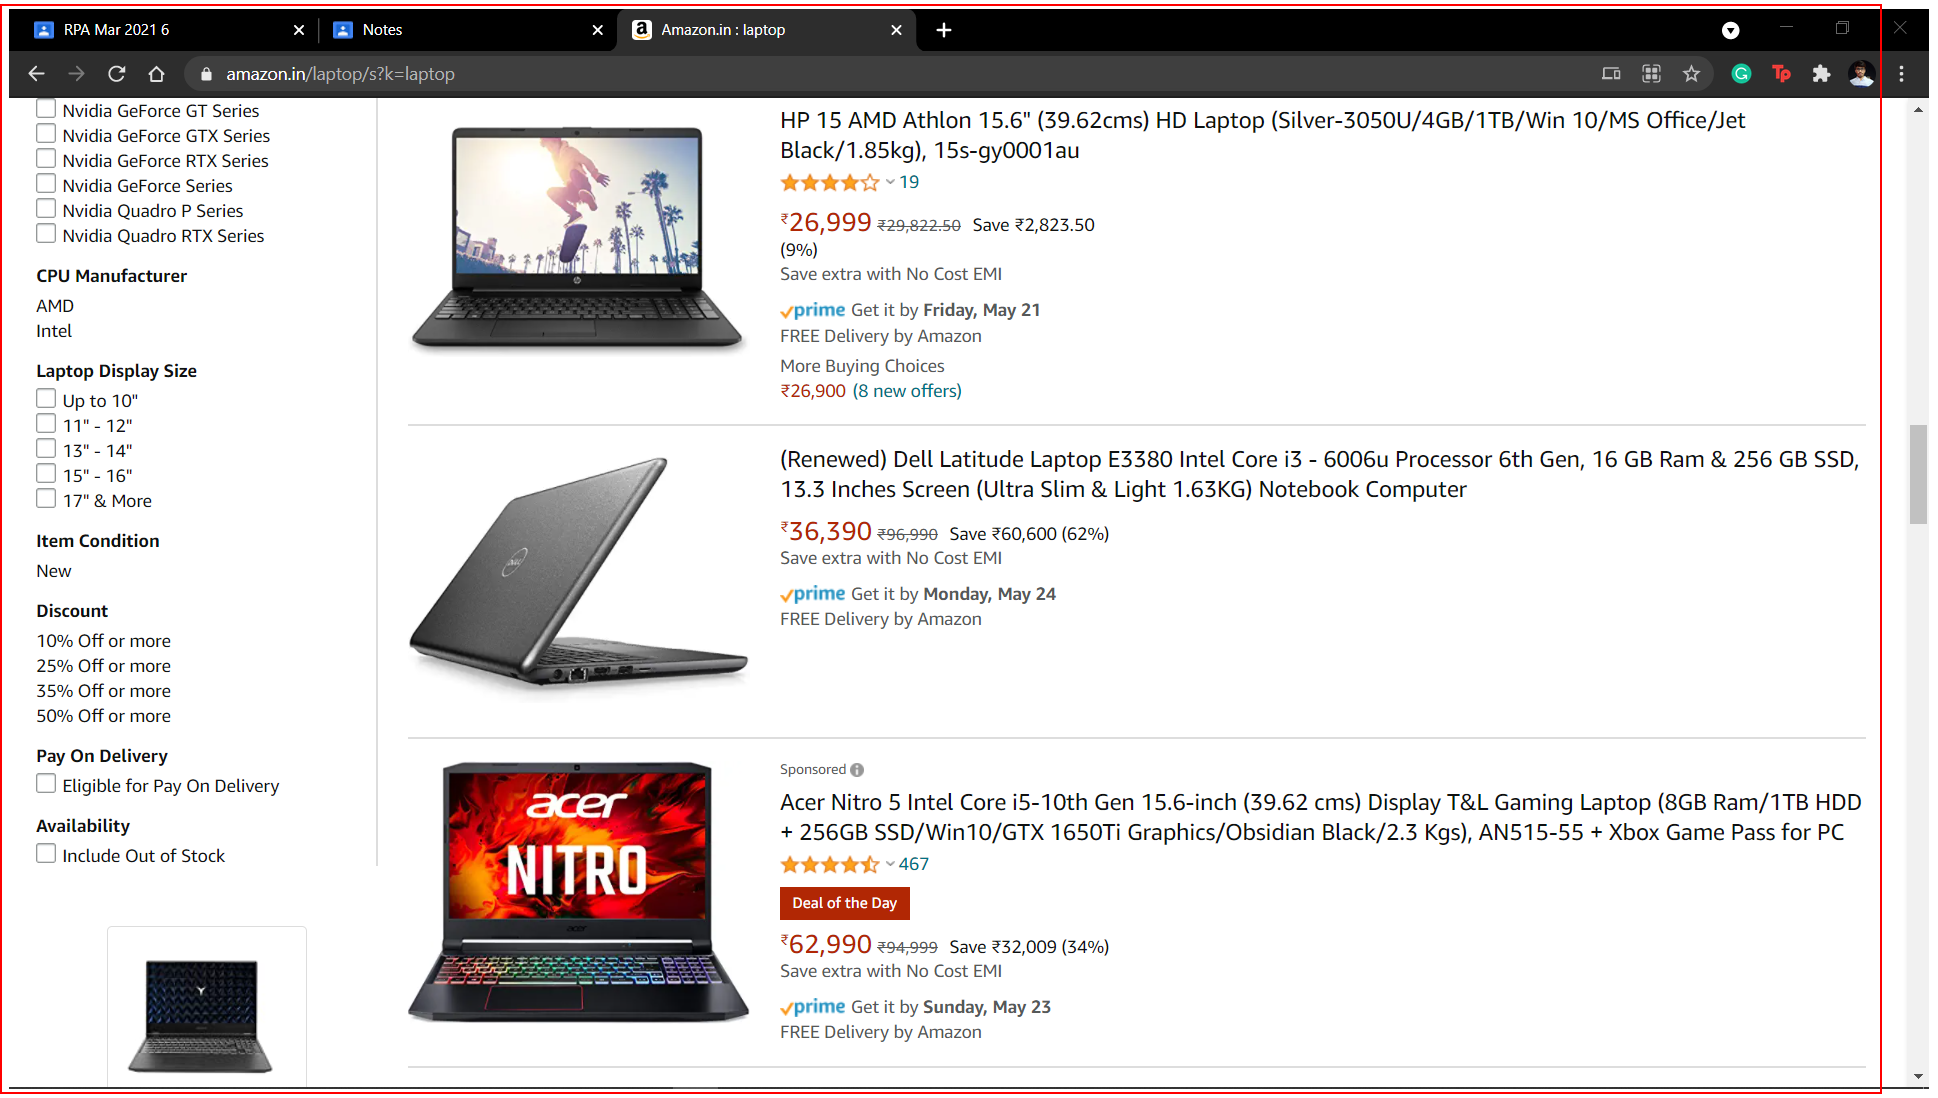 RPA Mar 2021 6
Notes
Amazon.in : laptop
amazon.in/laptop/s?k=laptop
Nvidia GeForce GT Series
Nvidia GeForce GTX Series
Nvidia GeForce RTX Series
Nvidia GeForce Series
Nvidia Quadro P Series
Nvidia Quadro RTX Series
CPU Manufacturer
AMD
Intel
Laptop Display Size
Up to 10"
11" - 12"
13" - 14"
15" - 16"
17" & More
Item Condition
New
Discount
10% Off or more
25% Off or more
35% Off or more
50% Off or more
Pay On Delivery
Eligible for Pay On Delivery
Availability
Include Out of Stock
HP 15 AMD Athlon 15.6" (39.62cms) HD Laptop (Silver-3050U/4GB/1TB/Win 10/MS Office/Jet
Black/1.85kg), 15s-gy0001au
19
₹26,999 ₹29,822.50 Save ₹2,823.50
(9%)
Save extra with No Cost EMI
prime Get it by Friday, May 21
FREE Delivery by Amazon
More Buying Choices
₹26,900 (8 new offers)
DELL
(Renewed) Dell Latitude Laptop E3380 Intel Core i3 - 6006u Processor 6th Gen, 16 GB Ram & 256 GB SSD,
13.3 Inches Screen (Ultra Slim & Light 1.63KG) Notebook Computer
₹36,390 ₹96,990 Save ₹60,600 (62%)
Save extra with No Cost EMI
prime Get it by Monday, May 24
FREE Delivery by Amazon
acer
NITRO
acer
Sponsored
Acer Nitro 5 Intel Core i5-10th Gen 15.6-inch (39.62 cms) Display T&L Gaming Laptop (8GB Ram/1TB HDD
+ 256GB SSD/Win10/GTX 1650Ti Graphics/Obsidian Black/2.3 Kgs), AN515-55 + Xbox Game Pass for PC
467
Deal of the Day
₹62,990 ₹94,999 Save ₹32,009 (34%)
Save extra with No Cost EMI
prime Get it by Sunday, May 23
FREE Delivery by Amazon